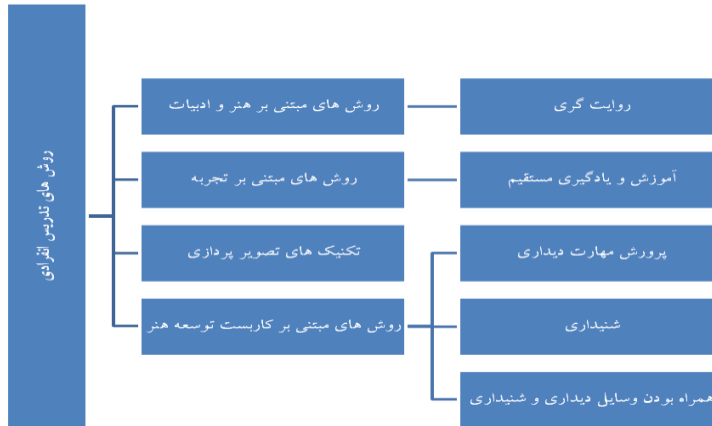 روش های تدریس انفرادی
روش های مبتنی بر هنر و ادبیات
روایت گری
روش های مبتنی بر تجربه
آموزش و یادگیری مستقیم
تکنیک های تصویر پردازی
روش های مبتنی بر کاربست توسعه هنر
پرورش مهارت دیداری
شنیداری
همراه بودن وسایل دیداری و شنیداری